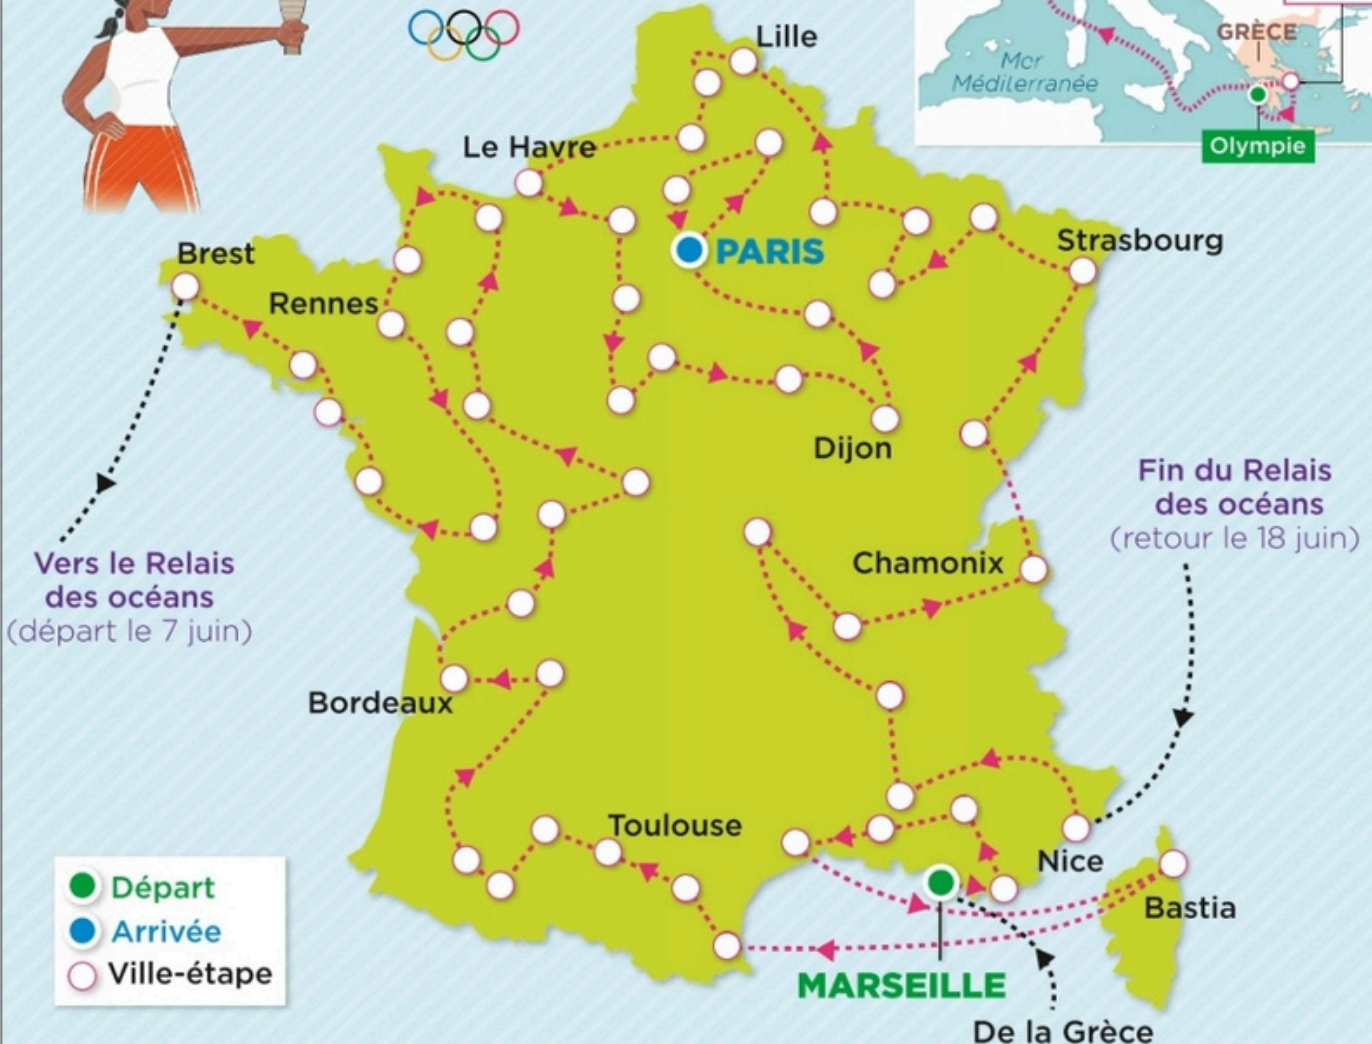 Lille
GRÈCE
Mer
Méditerranée
Olympie
Le Havre
PARIS
Strasbourg
Brest
Rennes
Dijon
Fin du Relais
des océans
(retour le 18 juin)
Chamonix
Vers le Relais
des océans
(départ le 7 juin)
Bordeaux
Toulouse
Nice
Bastia
MARSEILLE
De la Grèce
Départ
Arrivée
Ville-étape